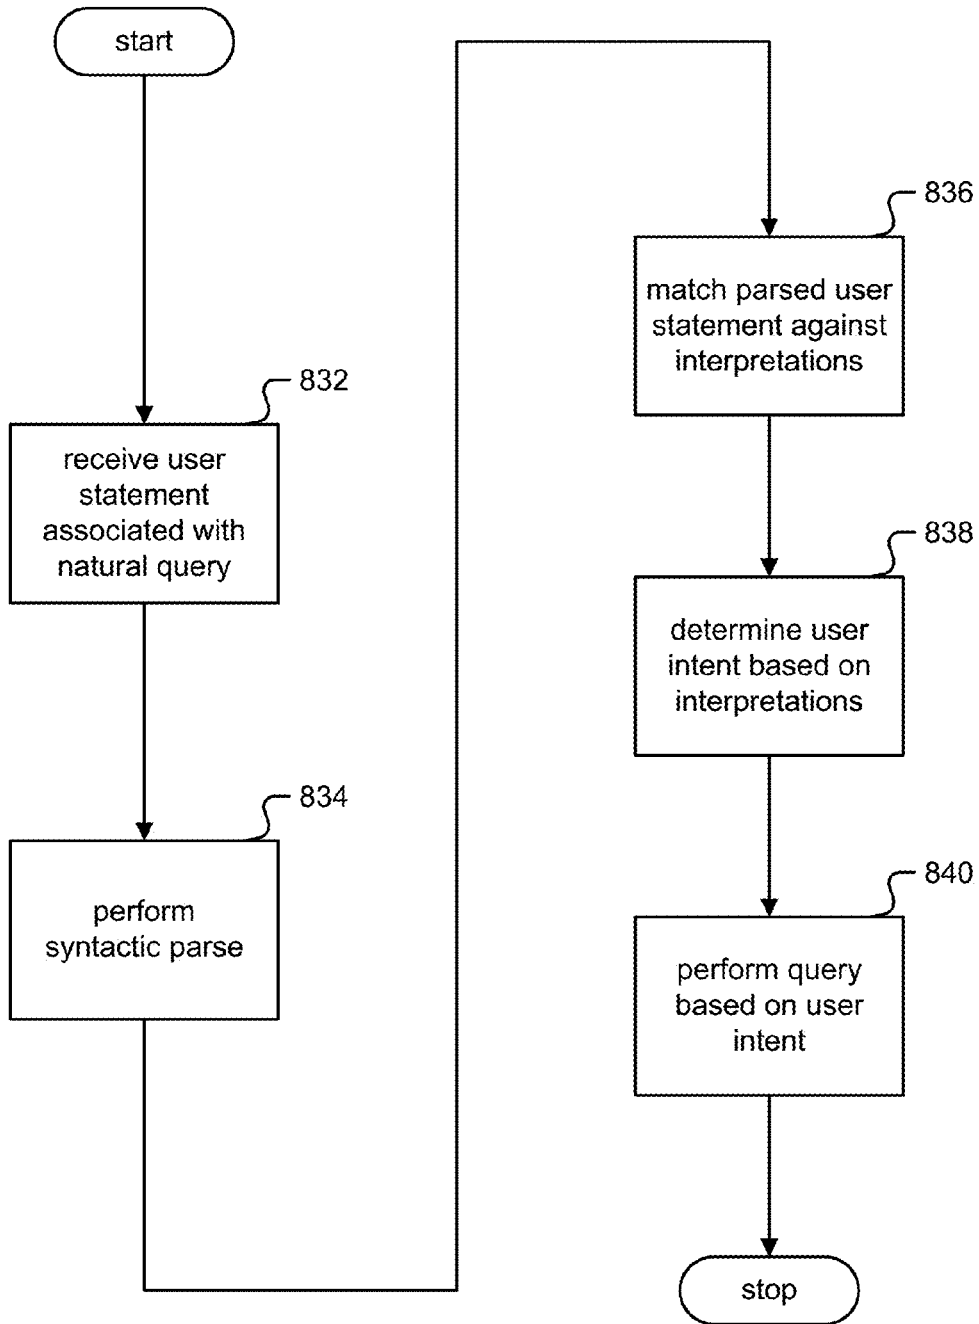 start
832
receive user
statement
associated with
natural query
834
perform
syntactic parse
836
match parsed user
statement against
interpretations
838
determine user
intent based on
interpretations
840
perform query
based on user
intent
stop